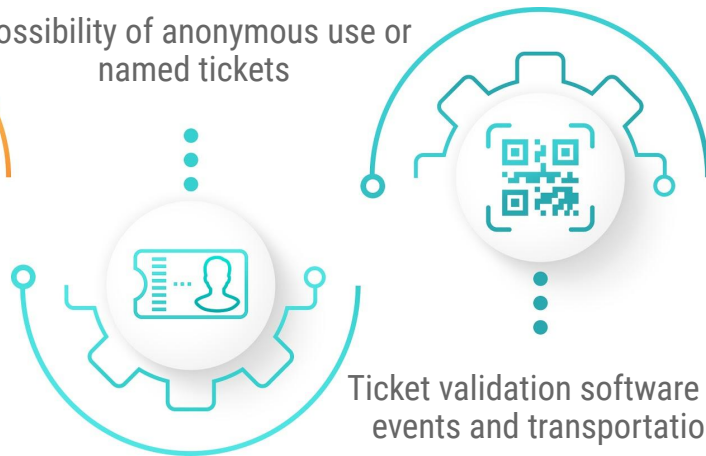 ossibility of anonymous use or
named tickets
Ticket validation software
events and transportatio